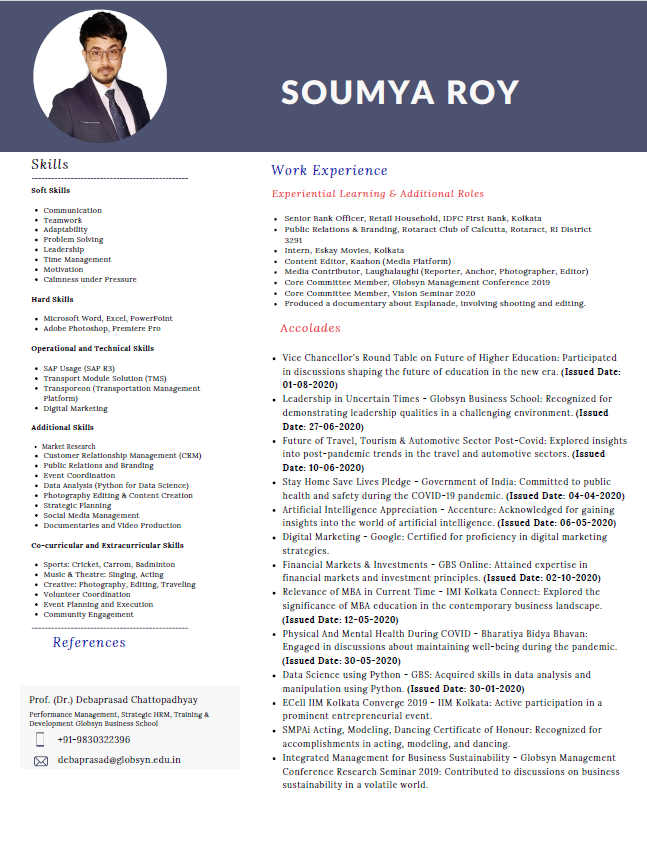 SOUMYA ROY
Skills
------------------------------------------------
Soft Skills
• Communication
• Teamwork
• Adaptability
• Problem Solving
• Leadership
• Time Management
• Motivation
• Calmness under Pressure
Hard Skills
• Microsoft Word, Excel, PowerPoint
• Adobe Photoshop, Premiere Pro
Operational and Technical Skills
• SAP Usage (SAP R3)
• Transport Module Solution (TMS)
• Transporeon (Transportation Management
Platform)
• Digital Marketing
Additional Skills
• Market Research
• Customer Relationship Management (CRM)
• Public Relations and Branding
• Event Coordination
• Data Analysis (Python for Data Science)
• Photography Editing & Content Creation
• Strategic Planning
• Social Media Management
• Documentaries and Video Production
Co-curricular and Extracurricular Skills
• Sports: Cricket, Carrom, Badminton
• Music & Theatre: Singing, Acting
• Creative: Photography, Editing, Traveling
• Volunteer Coordination
• Event Planning and Execution
• Community Engagement
------------------------------------------------
References
Prof. (Dr.) Debaprasad Chattopadhyay
Performance Management, Strategic HRM, Training &
Development Globsyn Business School
+91-9830322396
debaprasad@globsyn.edu.in
Work Experience
Experiential Learning & Additional Roles
• Senior Bank Officer, Retail Household, IDFC First Bank, Kolkata
• Public Relations & Branding, Rotaract Club of Calcutta, Rotaract, RI District
3291
• Intern, Eskay Movies, Kolkata
• Content Editor, Kaahon (Media Platform)
• Media Contributor, Laughalaughi (Reporter, Anchor, Photographer, Editor)
• Core Committee Member, Globsyn Management Conference 2019
• Core Committee Member, Vision Seminar 2020
• Produced a documentary about Esplanade, involving shooting and editing.
Accolades
• Vice Chancellor's Round Table on Future of Higher Education: Participated
in discussions shaping the future of education in the new era. (Issued Date:
01-08-2020)
• Leadership in Uncertain Times - Globsyn Business School: Recognized for
demonstrating leadership qualities in a challenging environment. (Issued
Date: 27-06-2020)
• Future of Travel, Tourism & Automotive Sector Post-Covid: Explored insights
into post-pandemic trends in the travel and automotive sectors. (Issued
Date: 10-06-2020)
• Stay Home Save Lives Pledge - Government of India: Committed to public
health and safety during the COVID-19 pandemic. (Issued Date: 04-04-2020)
• Artificial Intelligence Appreciation - Accenture: Acknowledged for gaining
insights into the world of artificial intelligence. (Issued Date: 06-05-2020)
• Digital Marketing - Google: Certified for proficiency in digital marketing
strategies.
• Financial Markets & Investments - GBS Online: Attained expertise in
financial markets and investment principles. (Issued Date: 02-10-2020)
• Relevance of MBA in Current Time - IMI Kolkata Connect: Explored the
significance of MBA education in the contemporary business landscape.
(Issued Date: 12-05-2020)
• Physical And Mental Health During COVID - Bharatiya Bidya Bhavan:
Engaged in discussions about maintaining well-being during the pandemic.
(Issued Date: 30-05-2020)
• Data Science using Python - GBS: Acquired skills in data analysis and
manipulation using Python. (Issued Date: 30-01-2020)
• ECell IIM Kolkata Converge 2019 - IIM Kolkata: Active participation in a
prominent entrepreneurial event.
• SMPAi Acting, Modeling, Dancing Certificate of Honour: Recognized for
accomplishments in acting, modeling, and dancing.
• Integrated Management for Business Sustainability - Globsyn Management
Conference Research Seminar 2019: Contributed to discussions on business
sustainability in a volatile world.